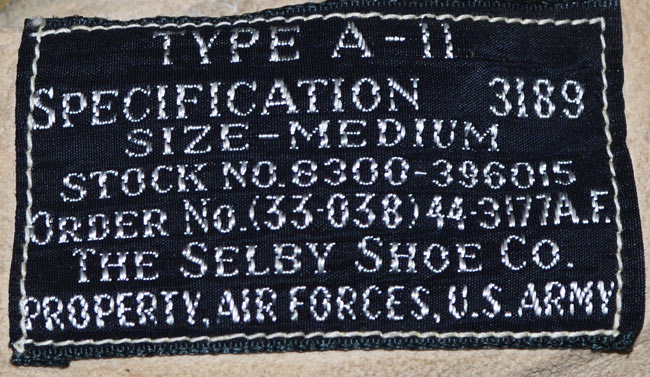 TYPE A-11
SPECIFICATION 3189
SIZE-MEDIUM
STOCK NO. 8300-396015
ORDER NO. (33-038) 44-3177A.F.
THE SELBY SHOE CO.
PROPERTY, AIR FORCES, U.S. ARMY